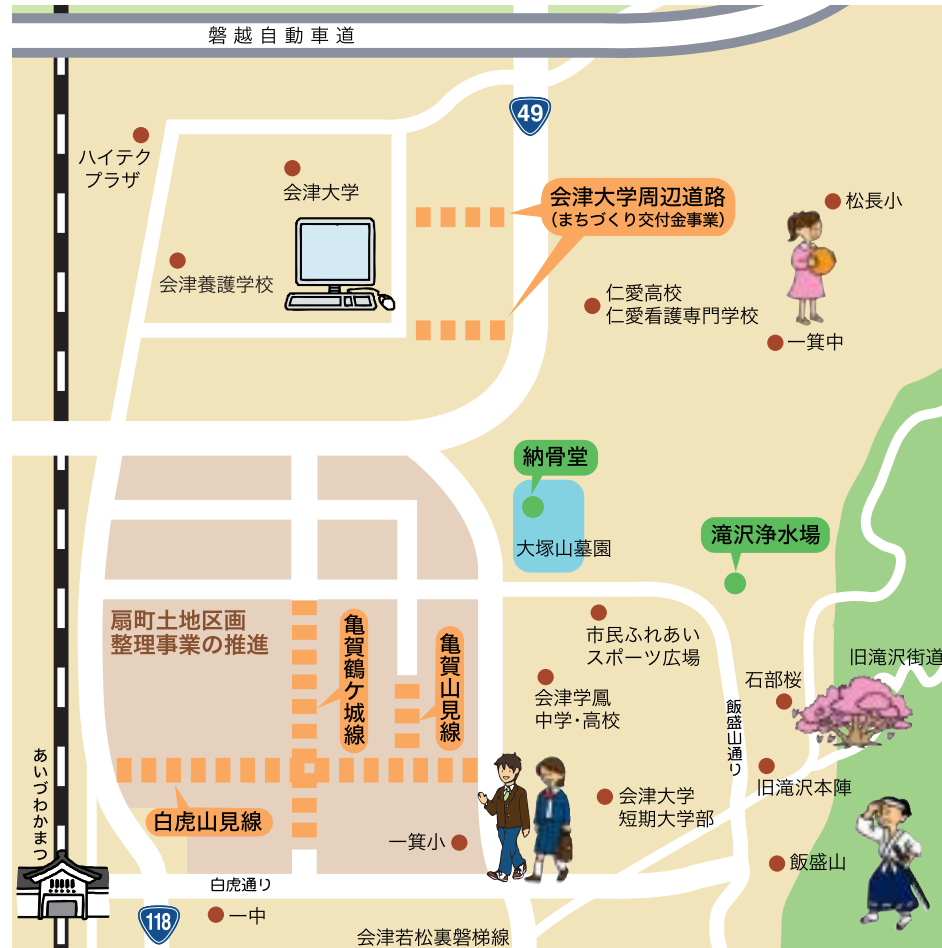 磐越自動車道
49
ハイテク
プラザ
会津大学
会津大学周辺道路
(まちづくり交付金事業)
松長小
会津養護学校
仁愛高校
仁愛看護専門学校
一箕中
納骨堂
大塚山墓園
滝沢浄水場
扇町土地区画
整理事業の推進
亀賀鶴ケ城線
亀賀山見線
市民ふれあい
スポーツ広場
旧滝沢街道
石部桜
会津学鳳
中学・高校
飯盛山通り
あいづわかまつ
白虎山見線
旧滝沢本陣
会津大学
短期大学部
一箕小
飯盛山
白虎通り
118
一中
会津若松裏磐梯線